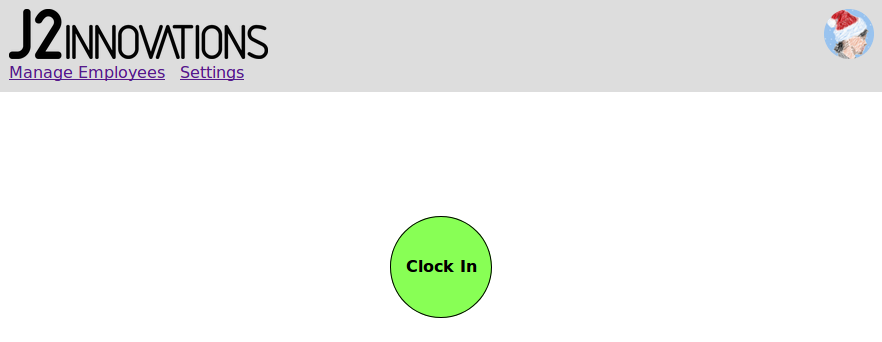 J2INNOVATIONS
Manage Employees Settings
Clock In